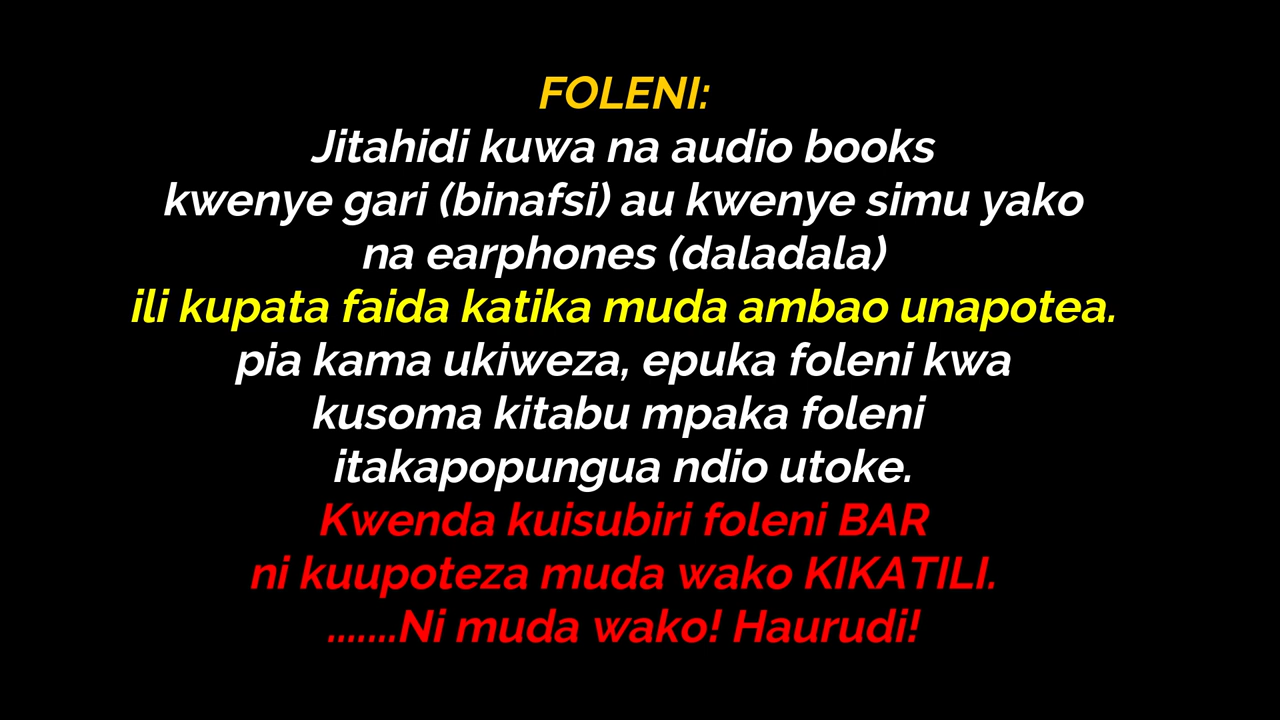 FOLENI:
Jitahidi kuwa na audio books
kwenye gari (binafsi) au kwenye simu yako
na earphones (daladala)
ili kupata faida katika muda ambao unapotea.
pia kama ukiweza, epuka foleni kwa
kusoma kitabu mpaka foleni
itakapopungua ndio utoke.
Kwenda kuisubiri foleni BAR
ni kuupoteza muda wako KIKATILI.
.......Ni muda wako! Haurudi!